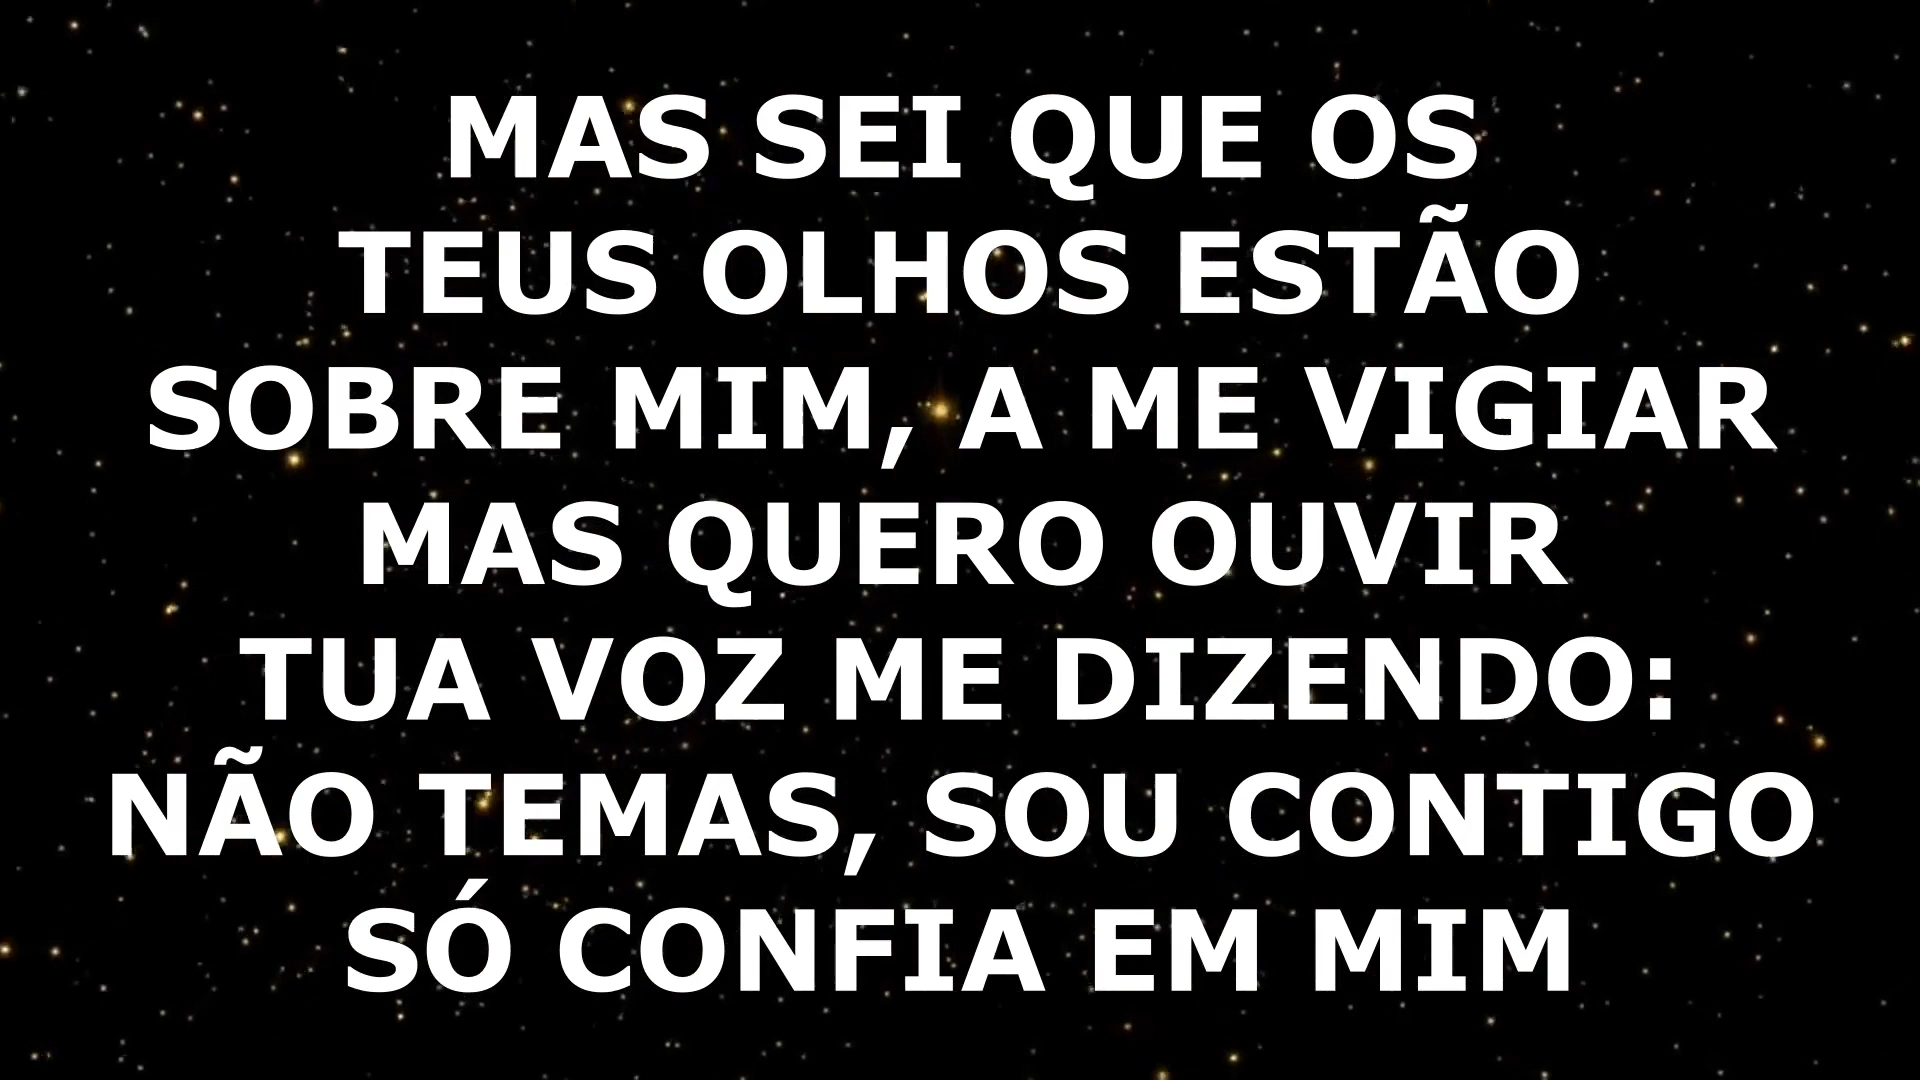 MAS SEI QUE OS
TEUS OLHOS ESTÃO
SOBRE MIM, A ME VIGIAR
MAS QUERO OUVIR
TUA VOZ ME DIZENDO:
NÃO TEMAS, SOU CONTIGO
SÓ CONFIA EM MIM